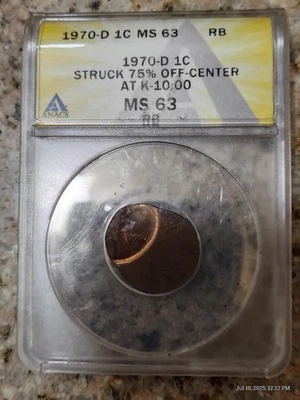 1970-D 1C MS 63 RB
1970-D 1C
STRUCK 75% OFF-CENTER
AT K-10:00
MS 63
RB
ANACS
Jul 10, 2025, 12:22 PM